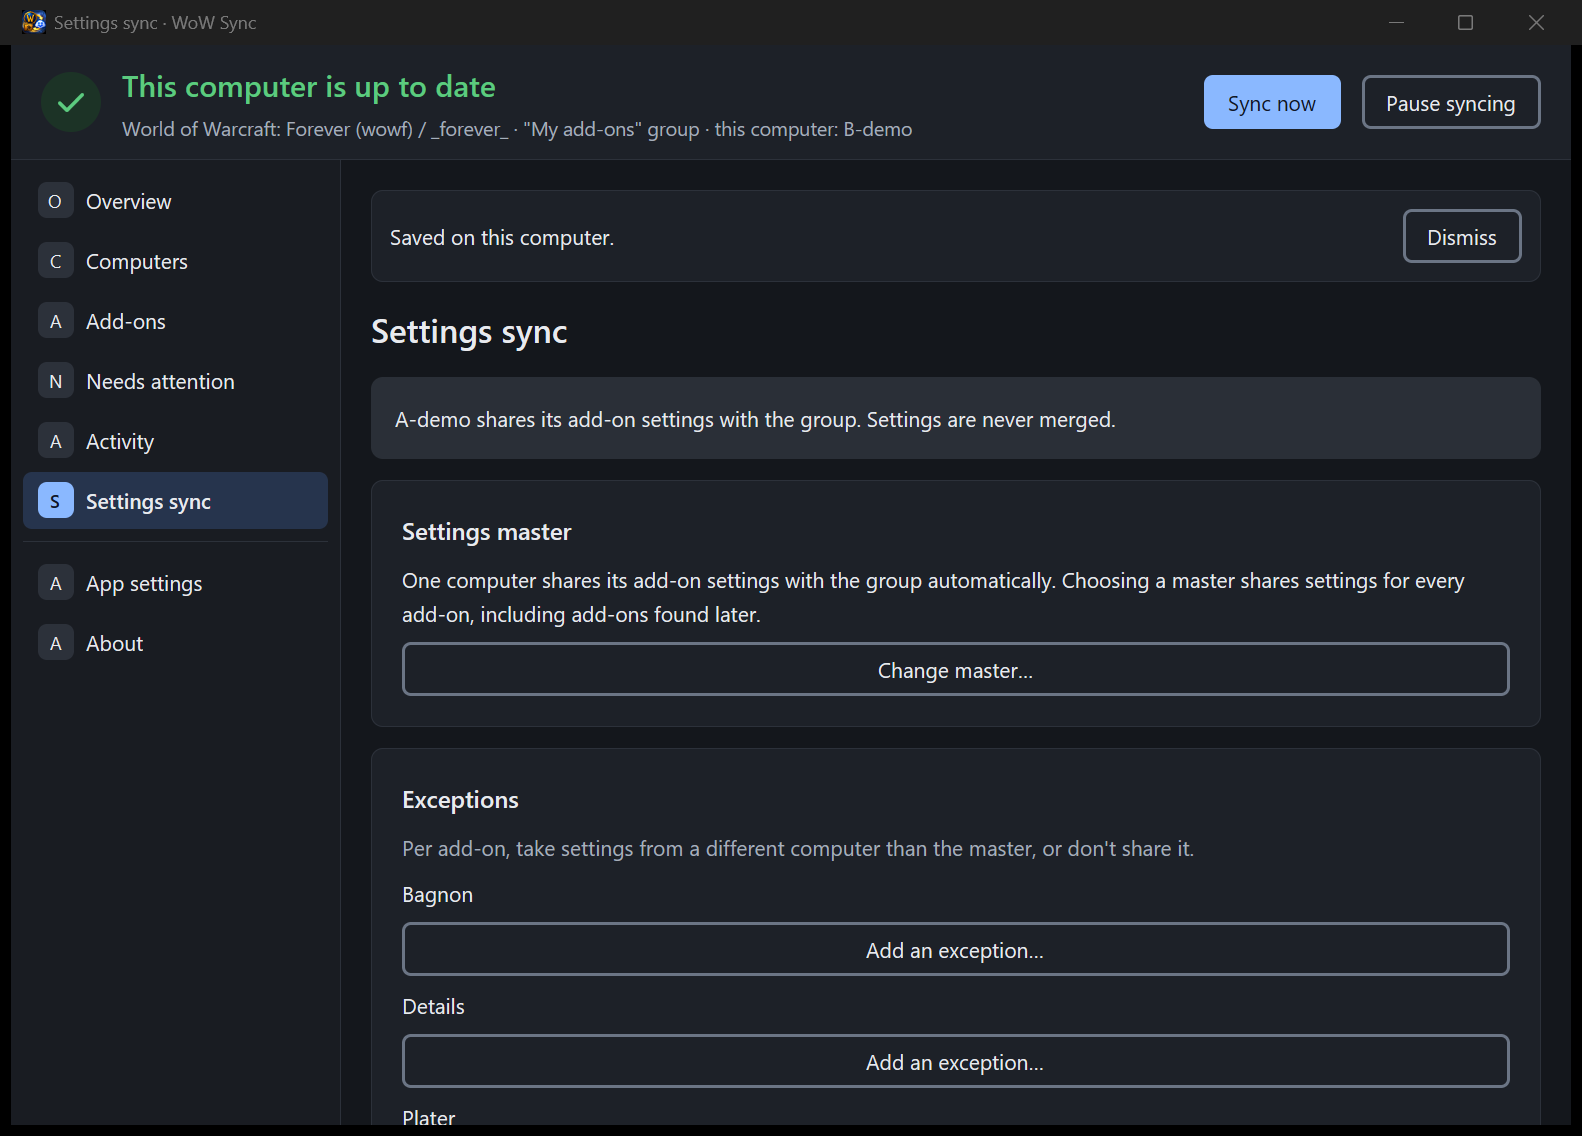 Settings sync · WoW Sync
This computer is up to date
World of Warcraft: Forever (wowf) / _forever_ · "My add-ons" group · this computer: B-demo
Sync now
Pause syncing
O Overview
C Computers
A Add-ons
N Needs attention
A Activity
S Settings sync
A App settings
A About
Saved on this computer.
Dismiss
Settings sync
A-demo shares its add-on settings with the group. Settings are never merged.
Settings master
One computer shares its add-on settings with the group automatically. Choosing a master shares settings for every
add-on, including add-ons found later.
Change master...
Exceptions
Per add-on, take settings from a different computer than the master, or don't share it.
Bagnon
Add an exception...
Details
Add an exception...
Plater